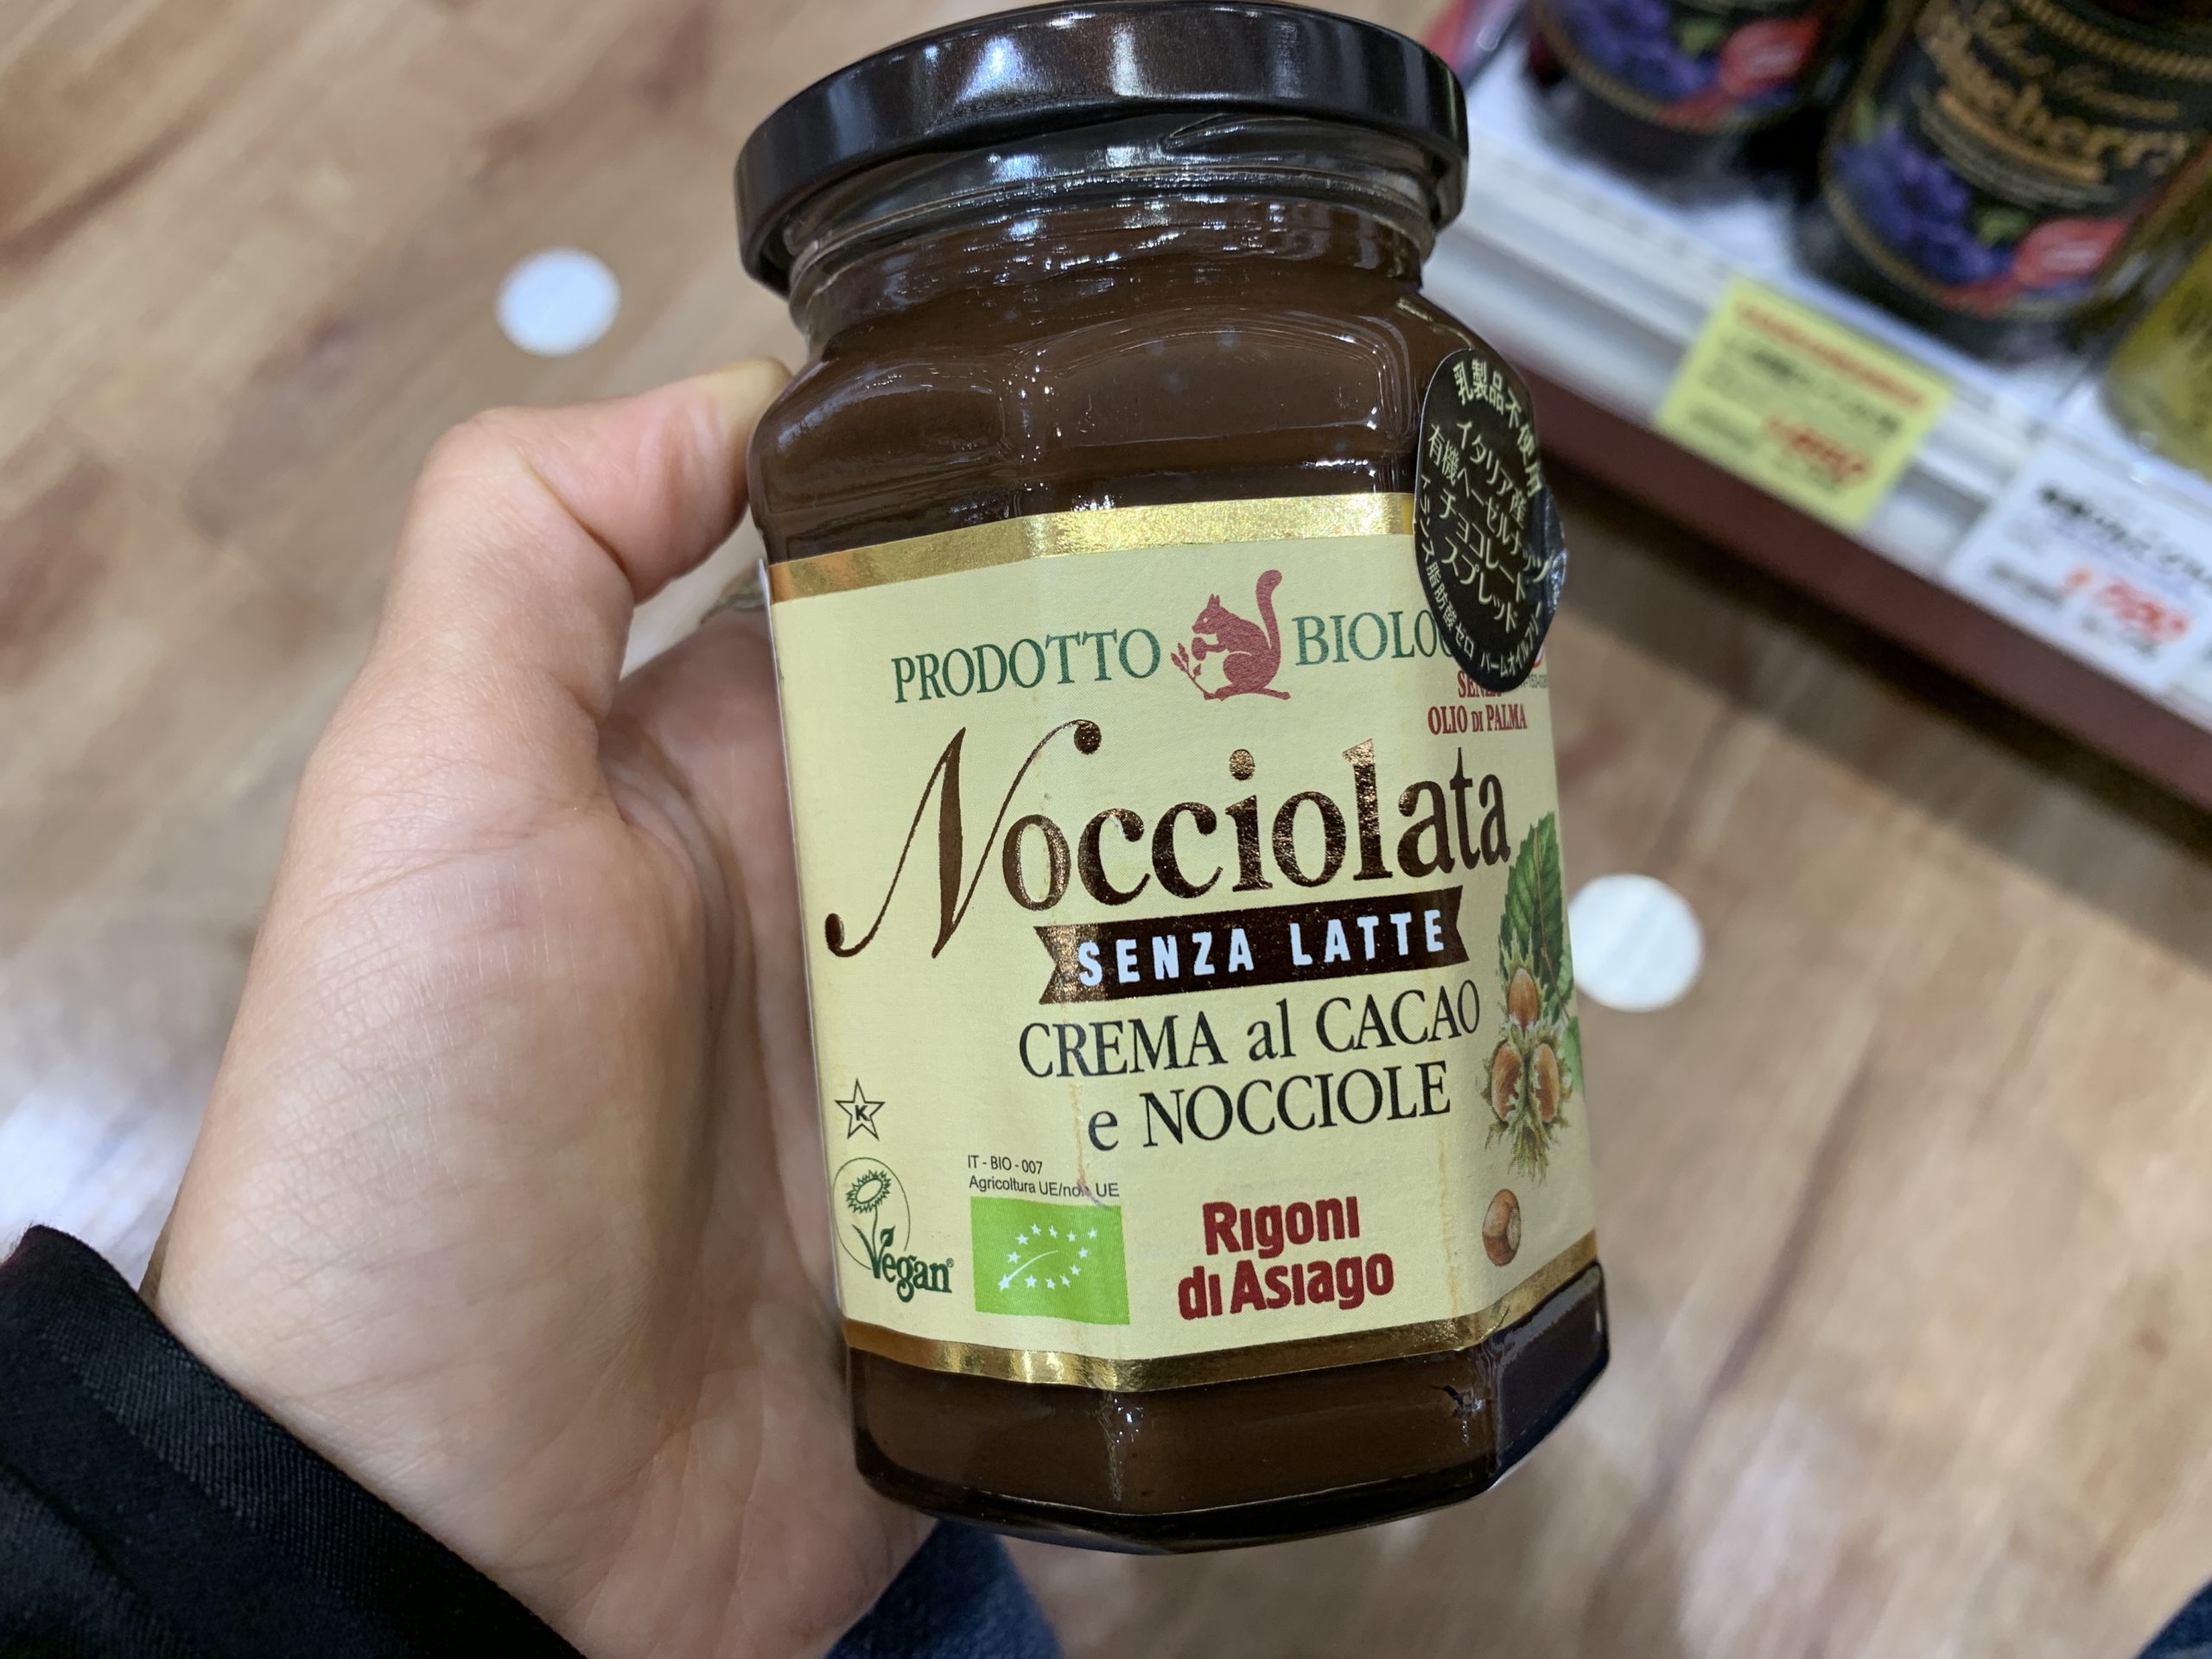 乳製品不使用
イタリア産
有機ヘーゼルナッツ
チョコレート
スプレッド
PRODOTTO BIOLO
OLIO DI PALMA
Nocciolata
SENZA LATTE
CREMA al CACAO
e NOCCIOLE
K
IT - BIO - 007
Agricoltura UE/non UE
Vegan
Rigoni
di Asiago